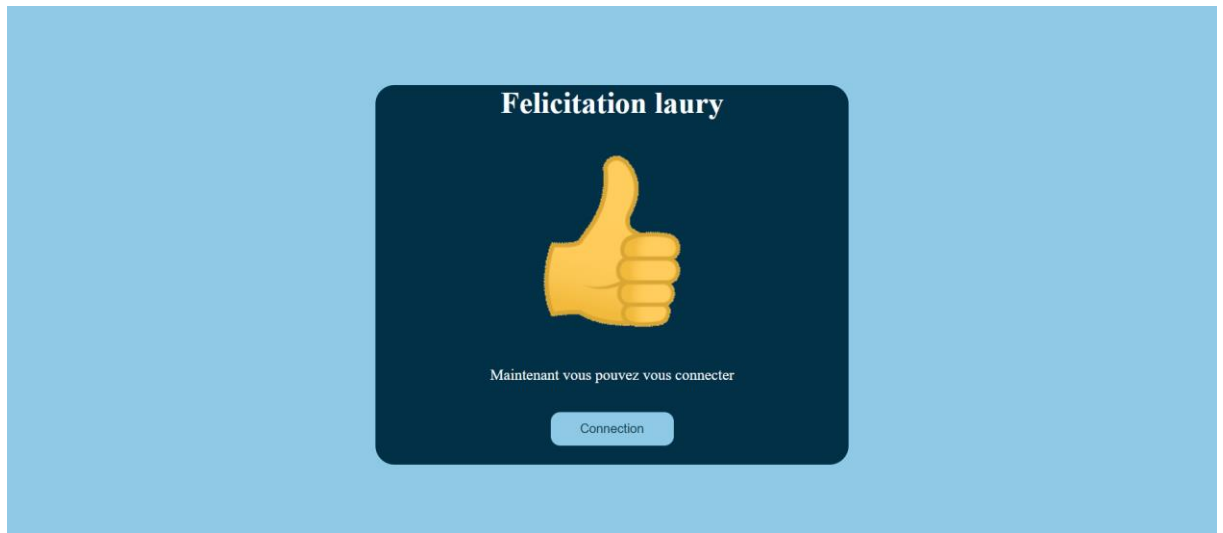 Felicitation laury
Maintenant vous pouvez vous connecter
Connection